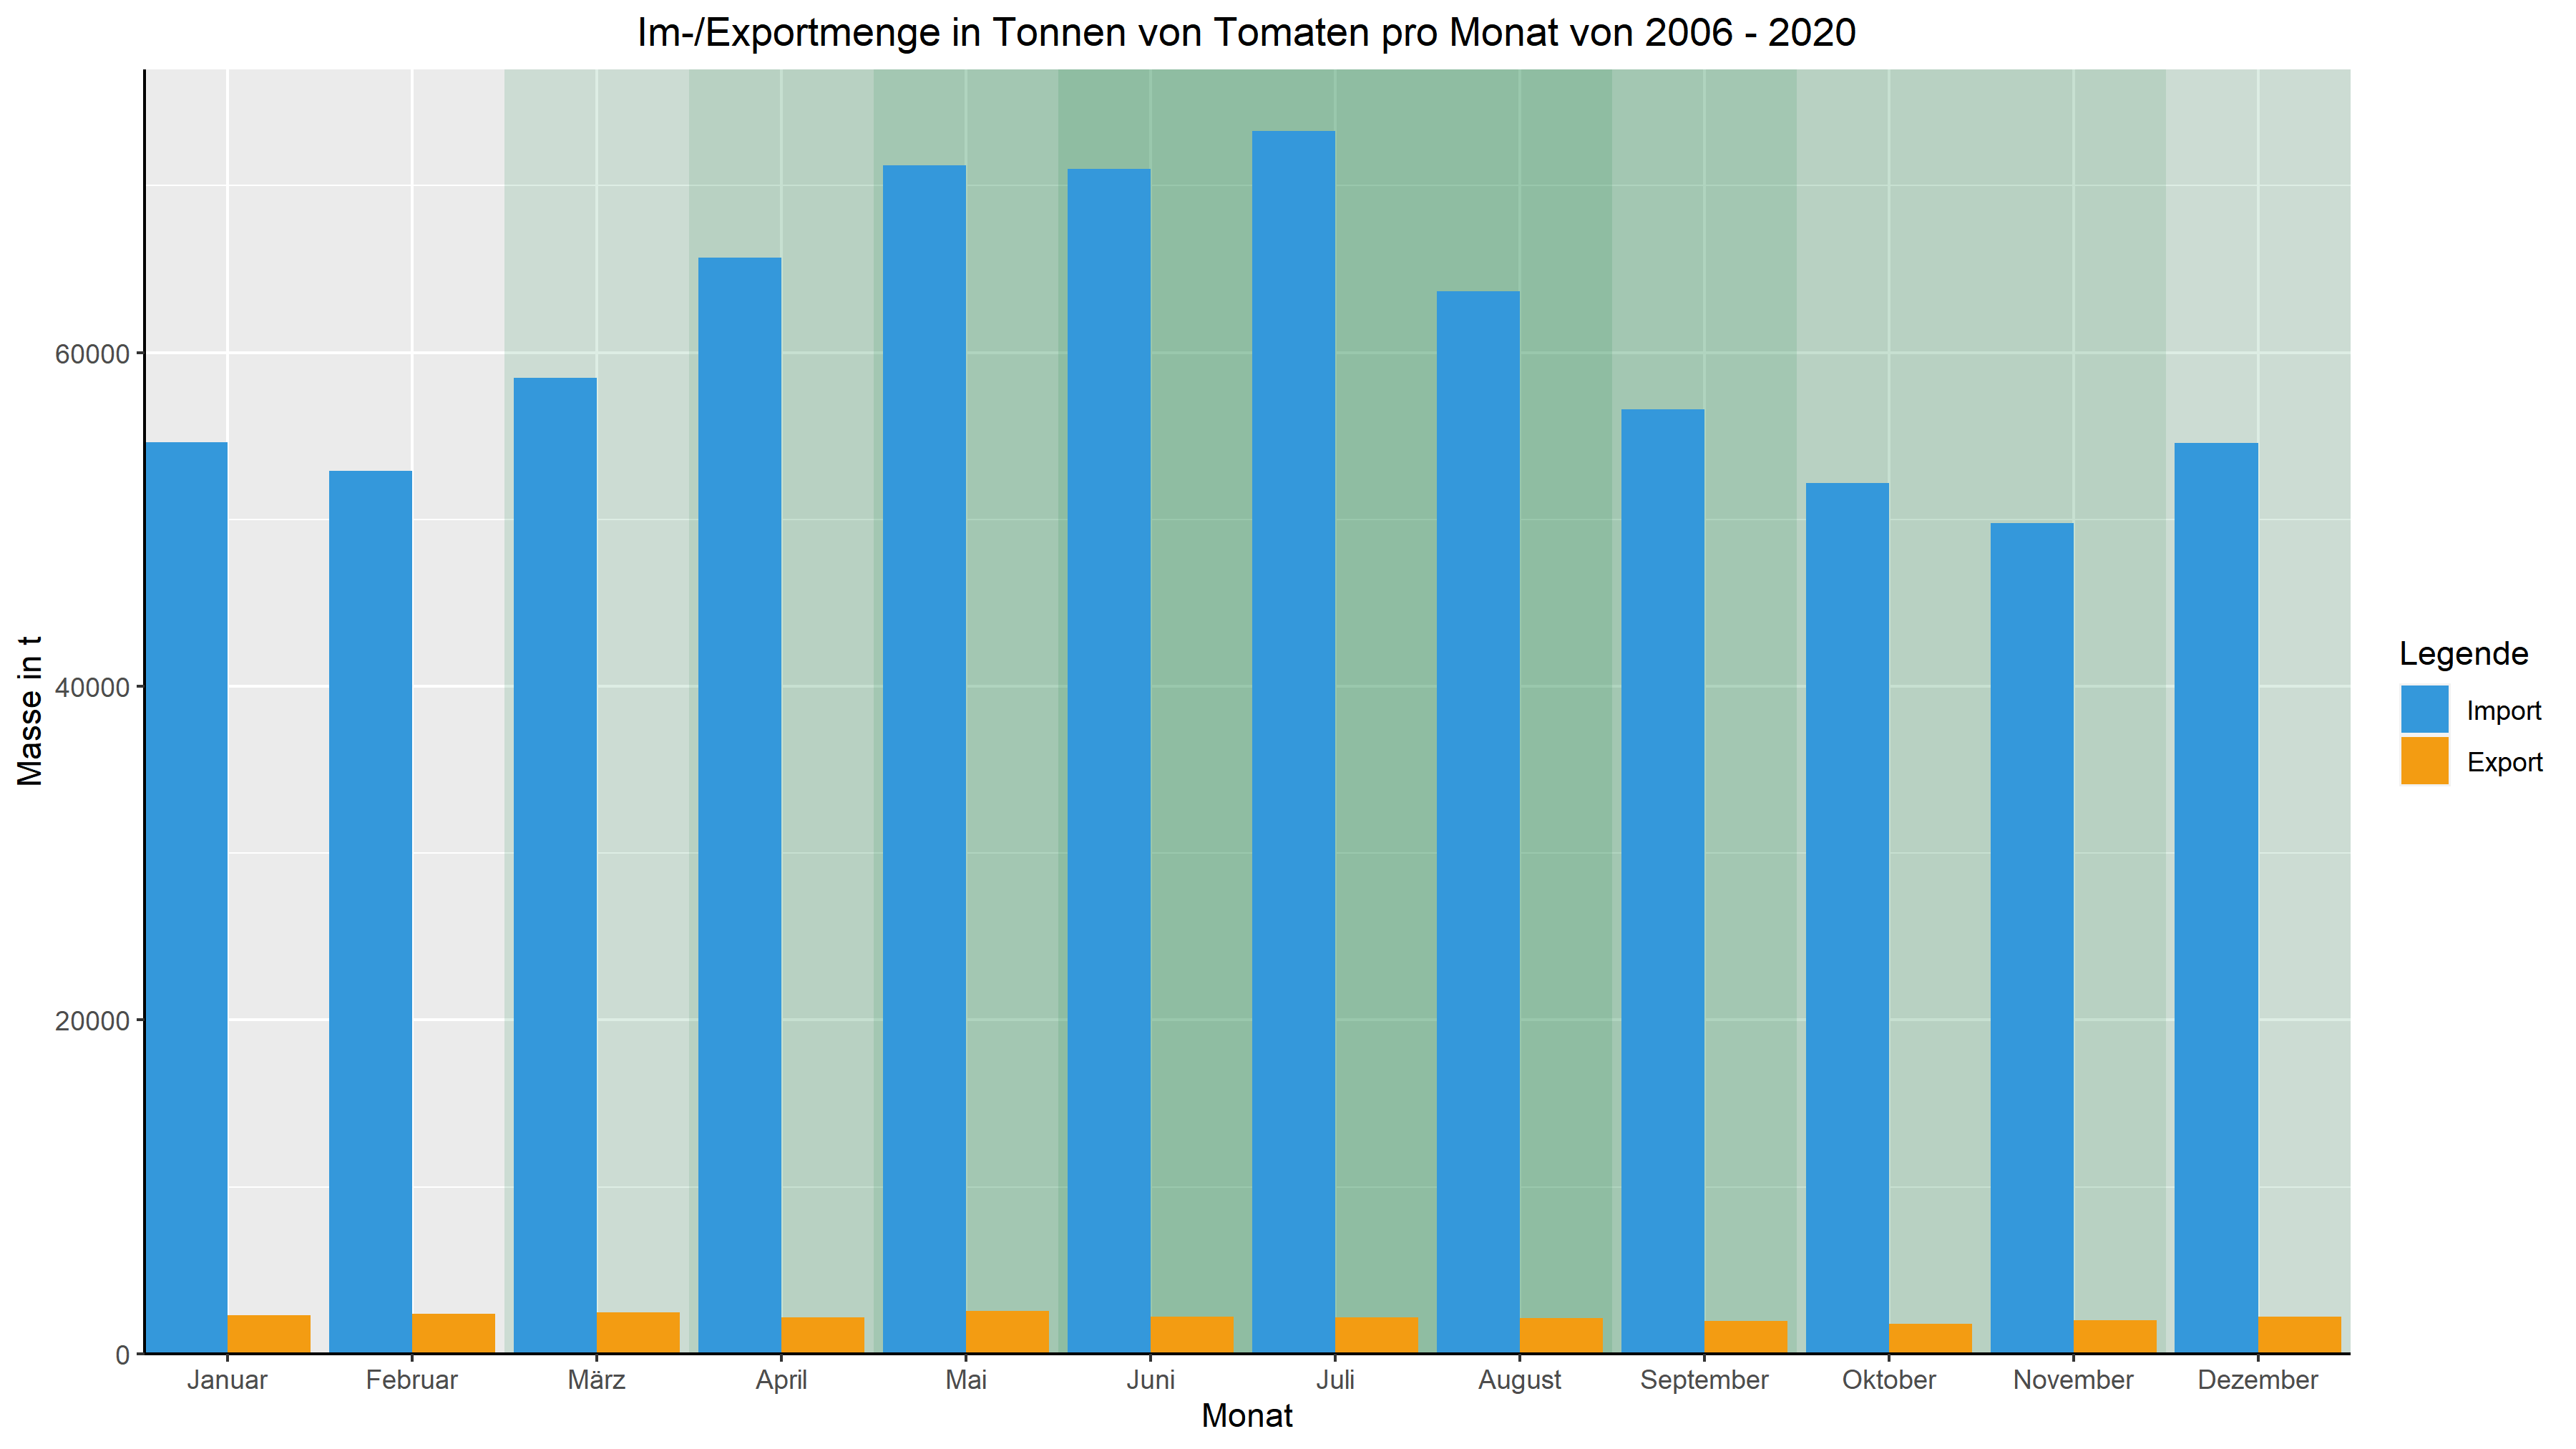 Im-/Exportmenge in Tonnen von Tomaten pro Monat von 2006 - 2020
Masse in t
60000
40000
20000
0
Januar Februar März April Mai Juni Juli August September Oktober November Dezember
Monat
Legende
Import
Export